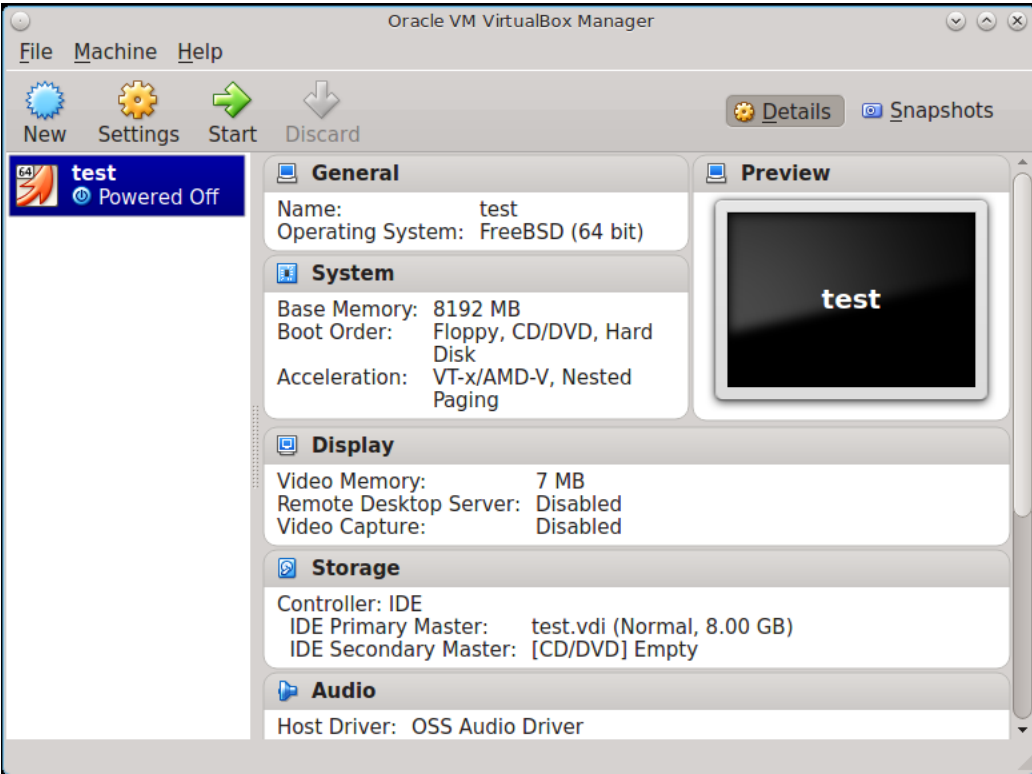 Oracle VM VirtualBox Manager
File Machine Help
New Settings Start Discard Details Snapshots
64 test
Powered Off
General
Name: test
Operating System: FreeBSD (64 bit)
Preview
test
System
Base Memory: 8192 MB
Boot Order: Floppy, CD/DVD, Hard
Disk
Acceleration: VT-x/AMD-V, Nested
Paging
Display
Video Memory: 7 MB
Remote Desktop Server: Disabled
Video Capture: Disabled
Storage
Controller: IDE
IDE Primary Master: test.vdi (Normal, 8.00 GB)
IDE Secondary Master: [CD/DVD] Empty
Audio
Host Driver: OSS Audio Driver